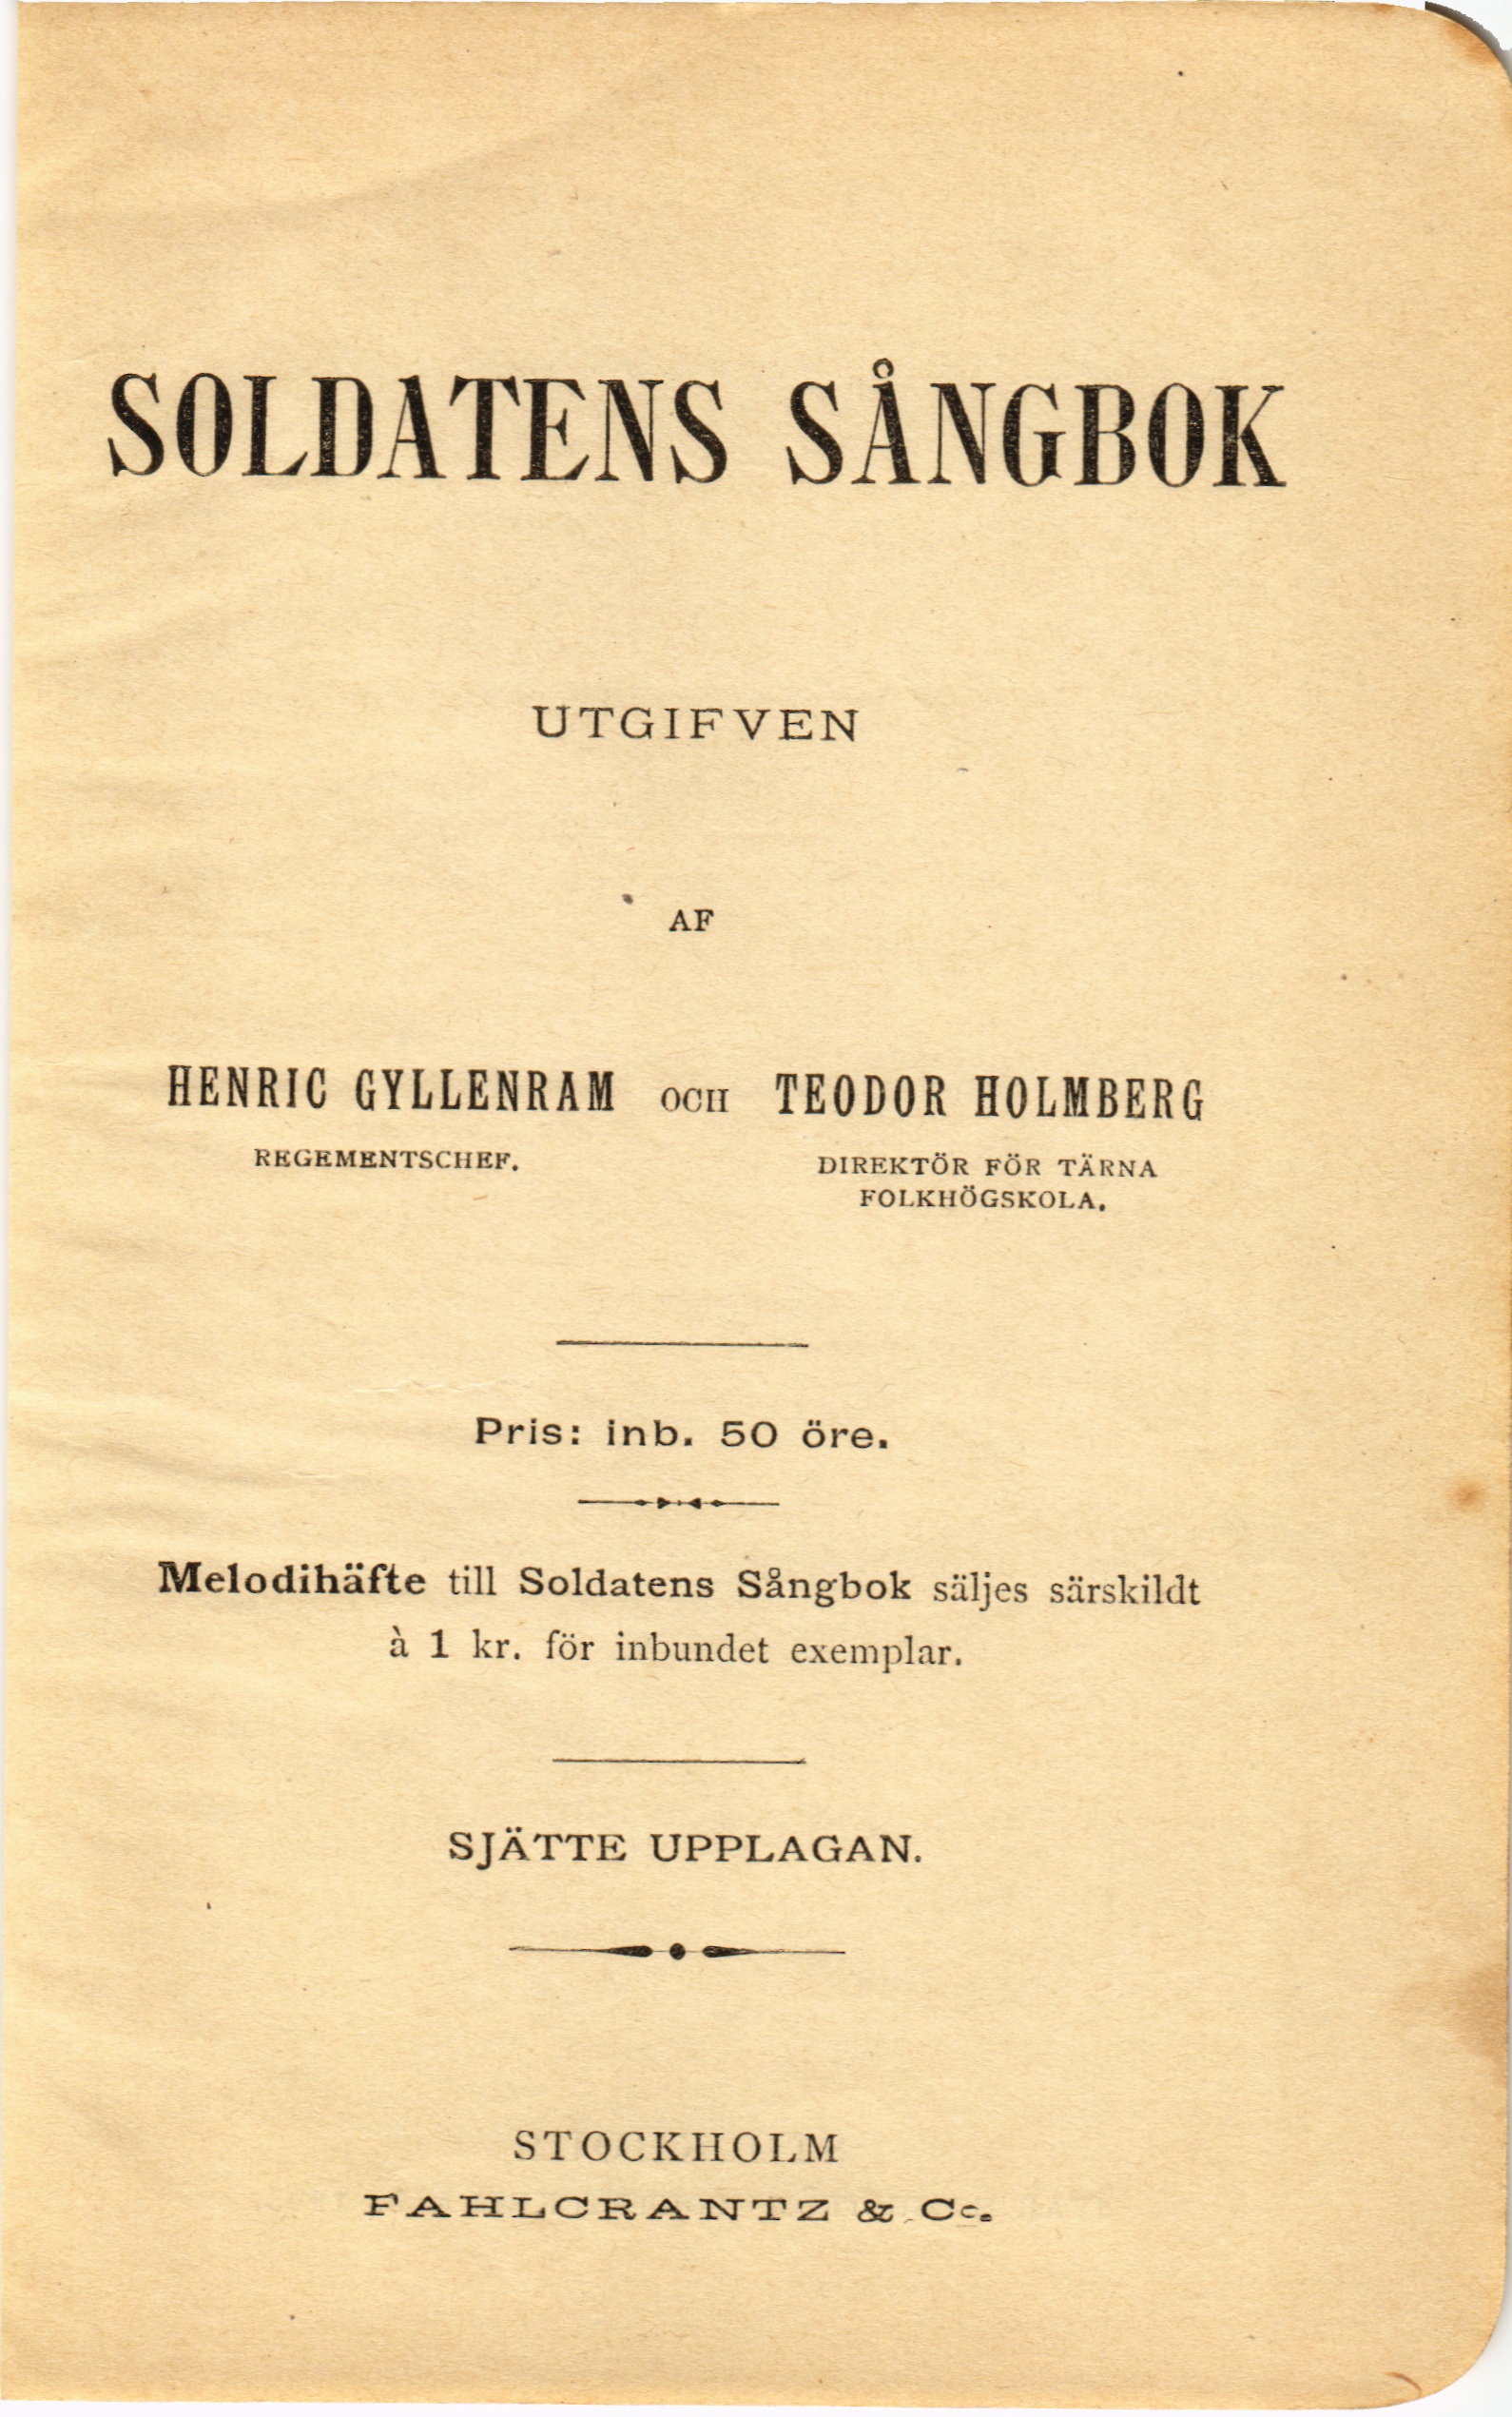 SOLDATENS SÅNGBOK
UTGIFVEN
AF
HENRIC GYLLENRAM OCH TEODOR HOLMBERG
REGEMENTSCHEF. DIREKTÖR FÖR TÄRNA
FOLKHÖGSKOLA.
Pris: inb. 50 öre.
Melodihäfte till Soldatens Sångbok säljes särskildt
à 1 kr. för inbundet exemplar.
SJÄTTE UPPLAGAN.
STOCKHOLM
FAHLCRANTZ & Co.